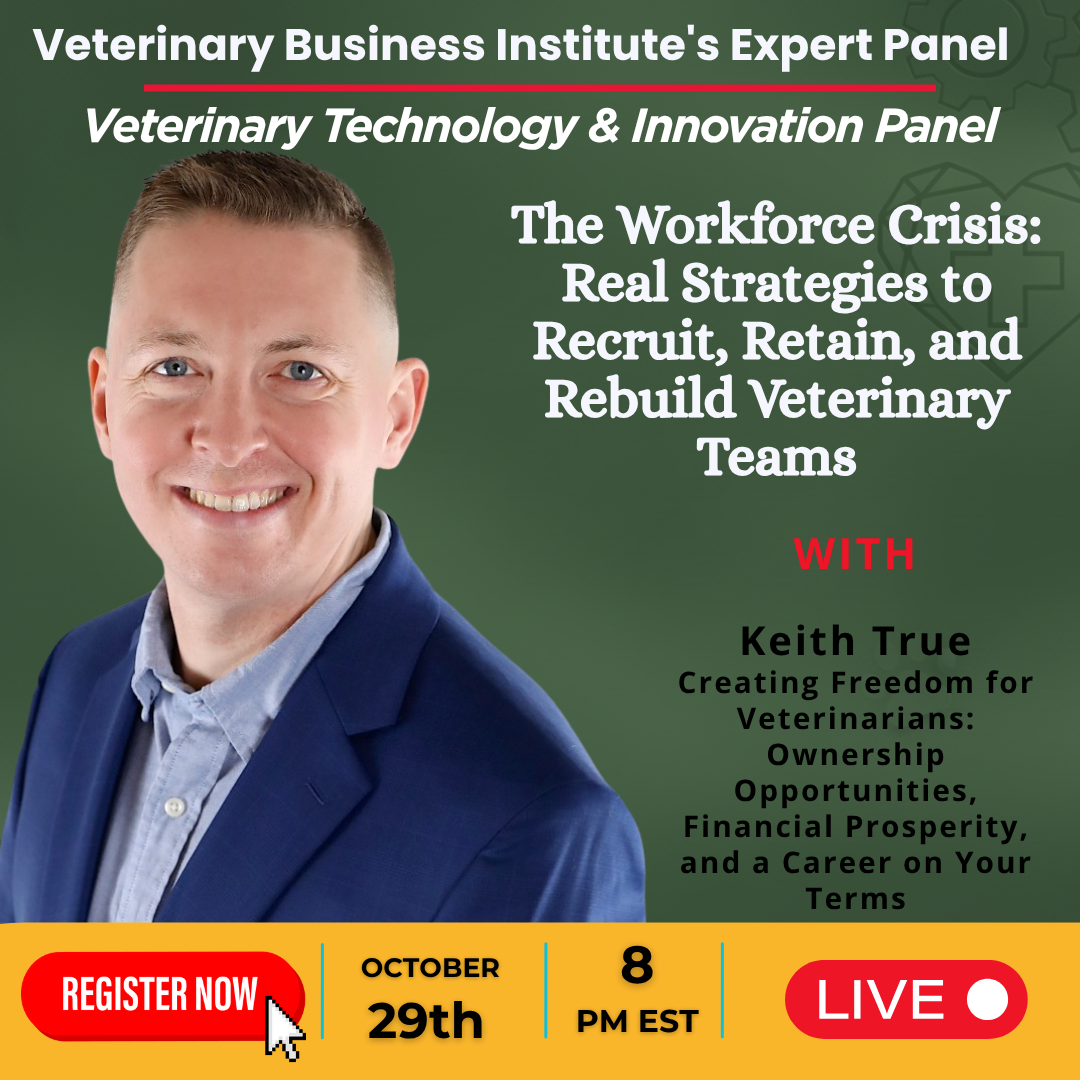 Veterinary Business Institute's Expert Panel
Veterinary Technology & Innovation Panel
The Workforce Crisis:
Real Strategies to
Recruit, Retain, and
Rebuild Veterinary
Teams
WITH
Keith True
Creating Freedom for
Veterinarians:
Ownership
Opportunities,
Financial Prosperity,
and a Career on Your
Terms
REGISTER NOW
OCTOBER
29th
8
PM EST
LIVE